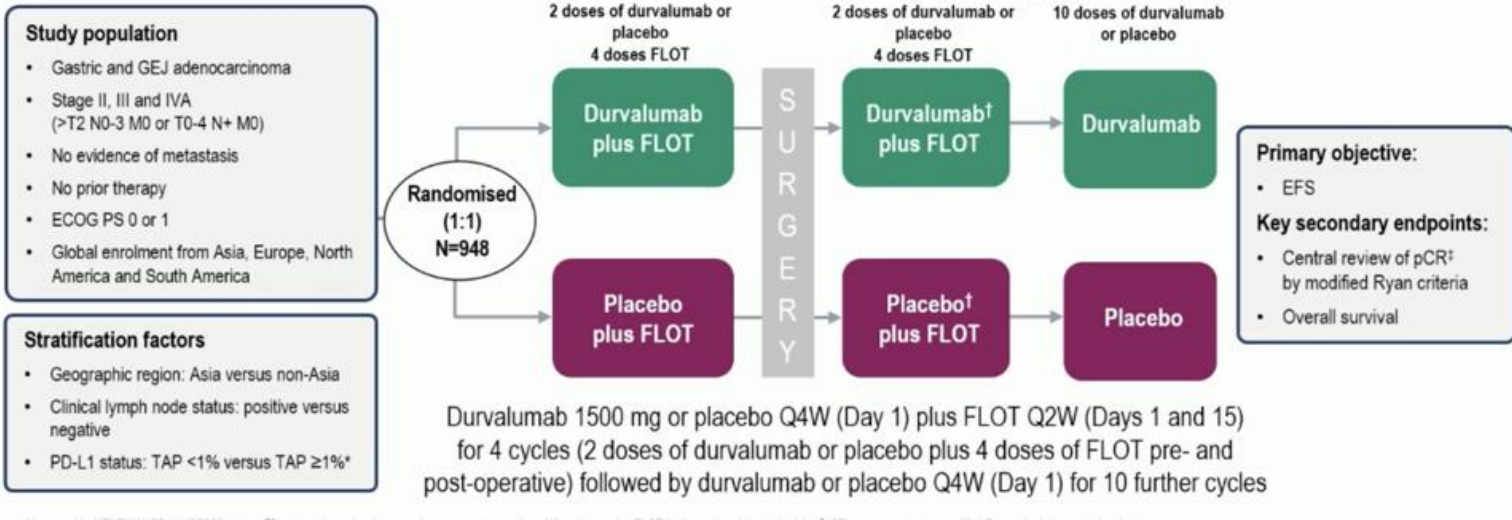 Study population
• Gastric and GEJ adenocarcinoma
• Stage II, III and IVA
(>T2 N0-3 M0 or T0-4 N+ M0)
• No evidence of metastasis
• No prior therapy
• ECOG PS 0 or 1
• Global enrolment from Asia, Europe, North
America and South America
Stratification factors
• Geographic region: Asia versus non-Asia
• Clinical lymph node status: positive versus
negative
• PD-L1 status: TAP <1% versus TAP ≥1%*
Randomised
(1:1)
N=948
2 doses of durvalumab or
placebo
4 doses FLOT
Durvalumab
plus FLOT
Placebo
plus FLOT
SURGERY
2 doses of durvalumab or
placebo
4 doses FLOT
Durvalumab†
plus FLOT
Placebo†
plus FLOT
10 doses of durvalumab
or placebo
Durvalumab
Placebo
Primary objective:
• EFS
Key secondary endpoints:
• Central review of pCR‡
by modified Ryan criteria
• Overall survival
Durvalumab 1500 mg or placebo Q4W (Day 1) plus FLOT Q2W (Days 1 and 15)
for 4 cycles (2 doses of durvalumab or placebo plus 4 doses of FLOT pre- and
post-operative) followed by durvalumab or placebo Q4W (Day 1) for 10 further cycles